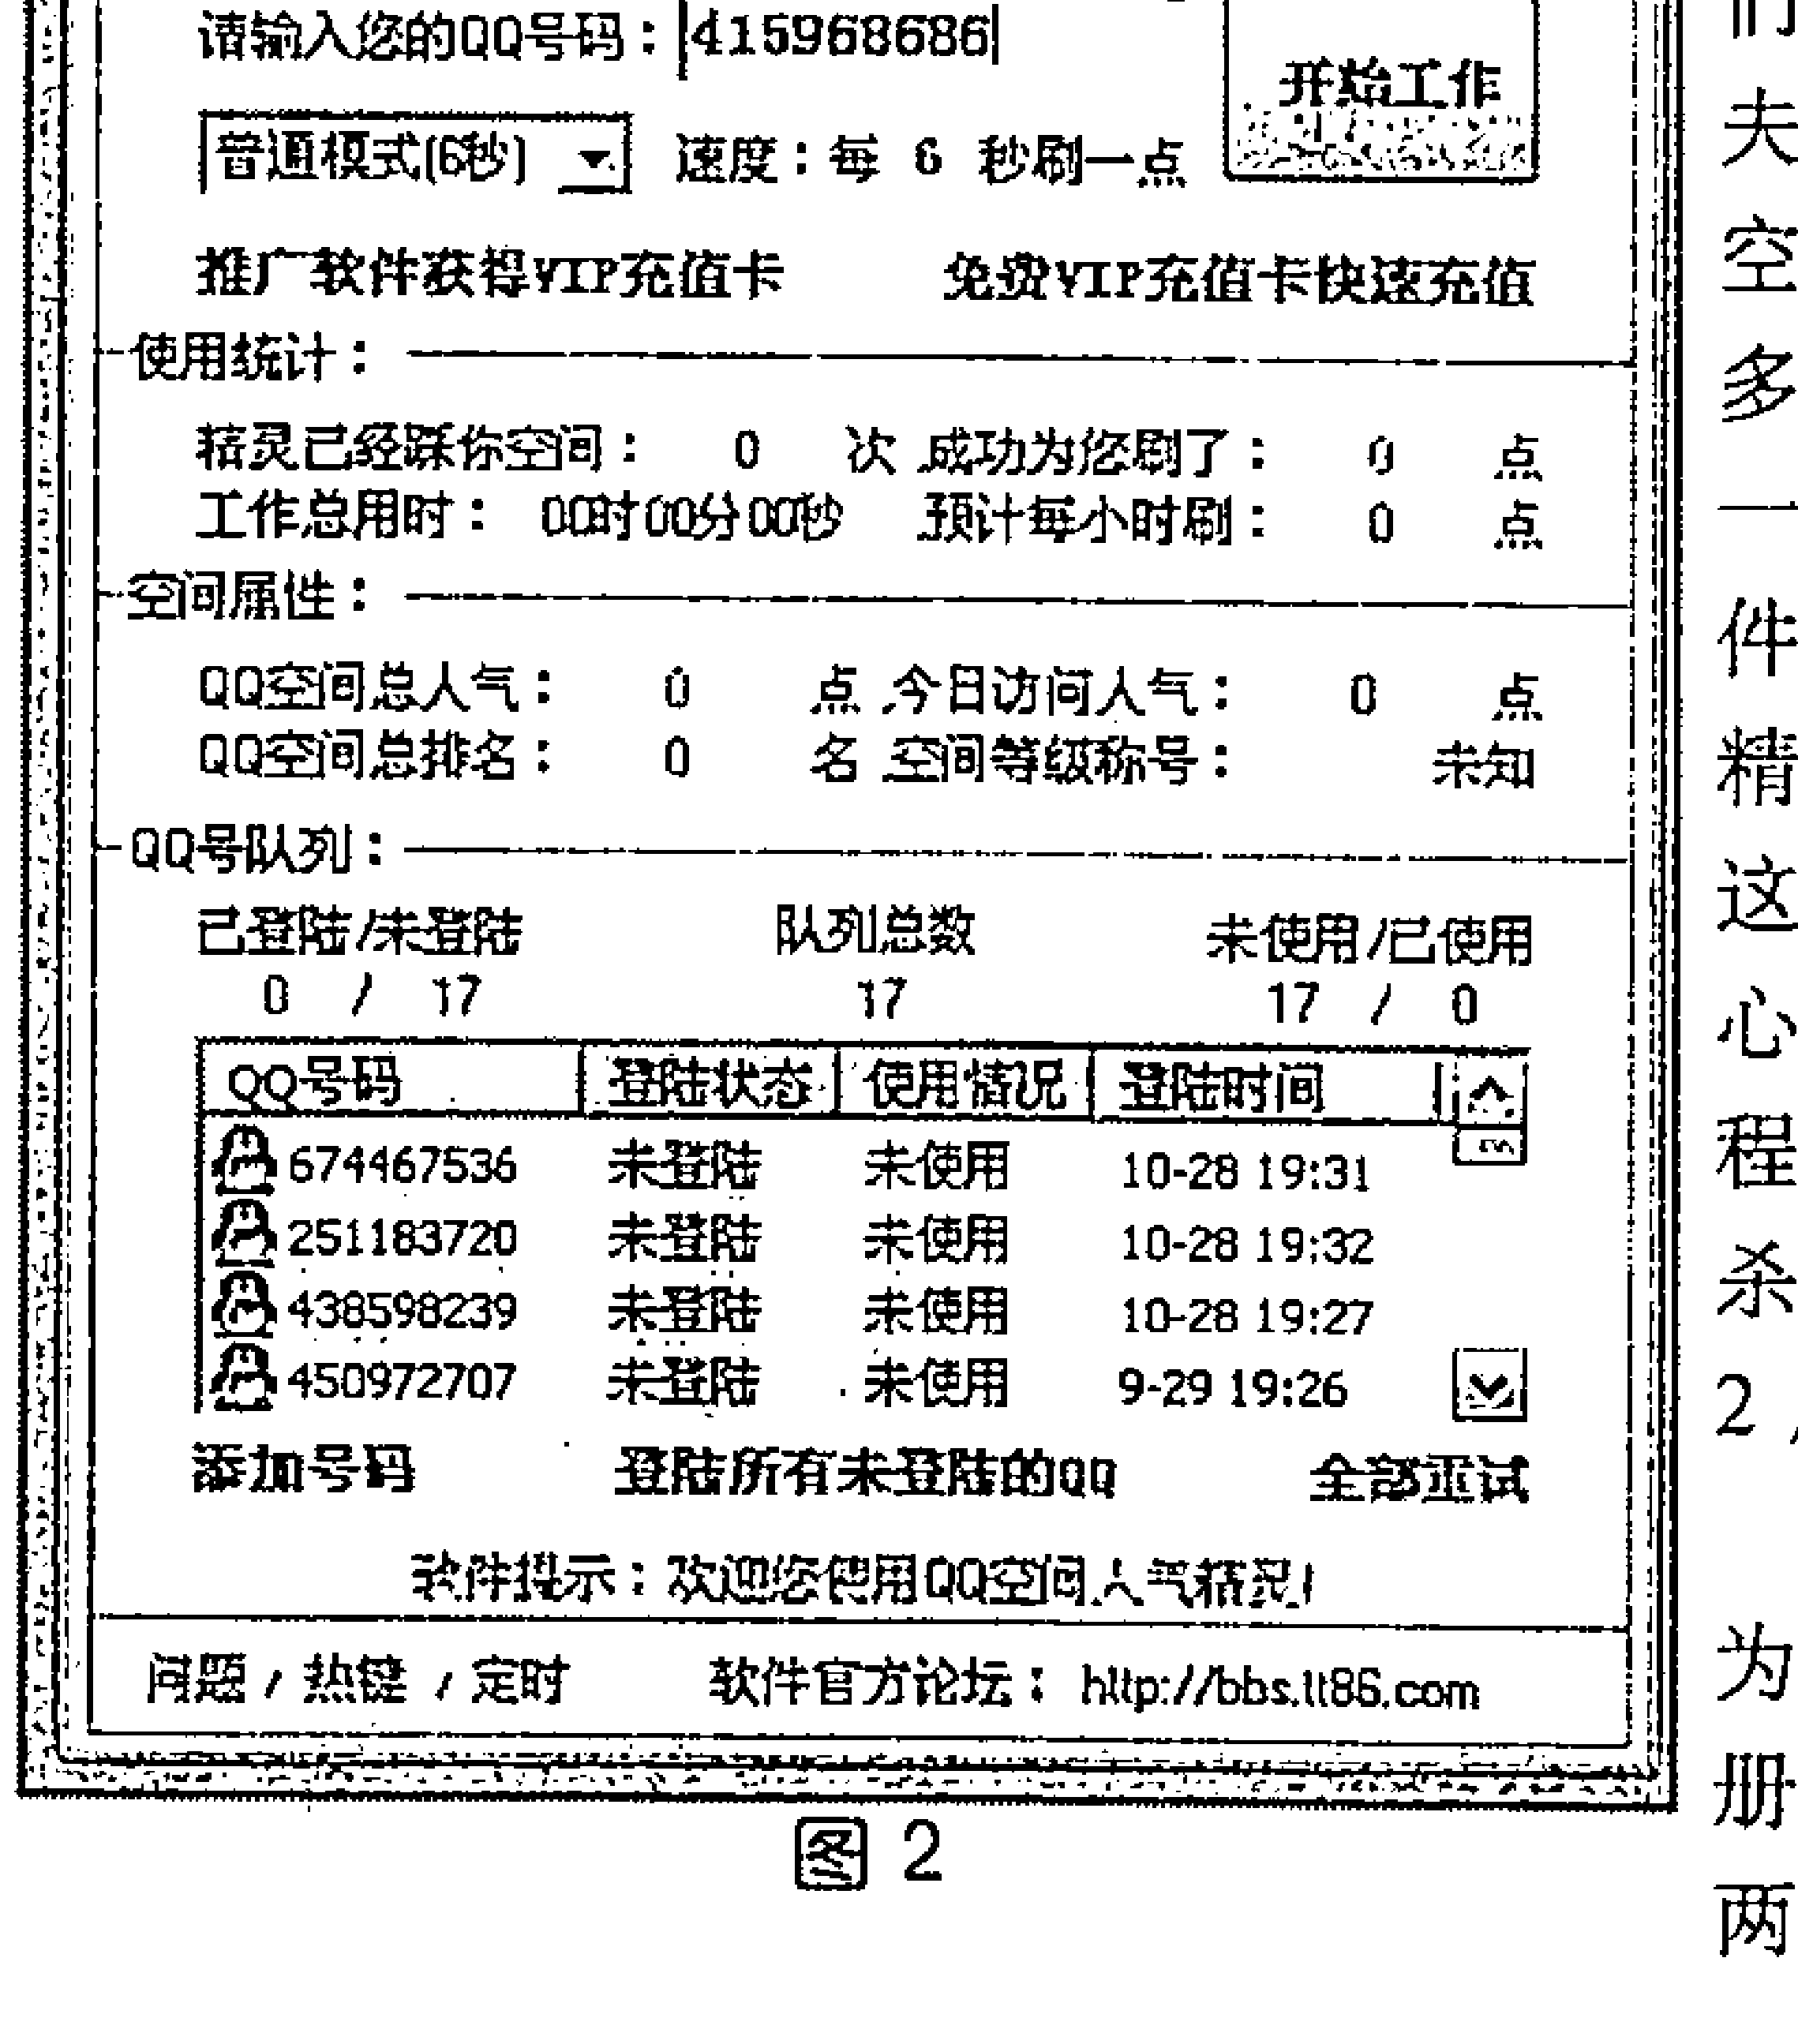 请输入您的QQ号码：415968686
开始工作
普通模式(6秒) 速度：每 6 秒刷一点
推广软件获得VIP充值卡 免费VIP充值卡快速充值
使用统计：
精灵已经踩你空间： 0 次 成功为您刷了： 0 点
工作总用时： 00时00分00秒 预计每小时刷： 0 点
空间属性：
QQ空间总人气： 0 点 今日访问人气： 0 点
QQ空间总排名： 0 名 空间等级称号： 未知
QQ号队列：
已登陆/未登陆 队列总数 未使用/已使用
0 / 17 17 17 / 0
QQ号码 登陆状态 使用情况 登陆时间
674467536 未登陆 未使用 10-28 19:31
251183720 未登陆 未使用 10-28 19:32
438598239 未登陆 未使用 10-28 19:27
450972707 未登陆 未使用 9-29 19:26
添加号码 登陆所有未登陆的QQ 全部重试
软件提示：欢迎您使用QQ空间人气精灵!
问题 / 热键 / 定时 软件官方论坛： http://bbs.tt86.com
图 2
们
夫
空
多
一
件
精
这
心
程
杀
2
为
册
两